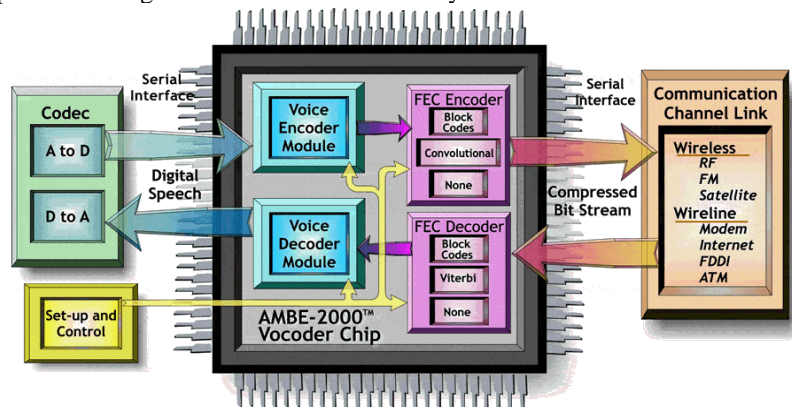 Serial
Interface
Codec
A to D
D to A
Digital
Speech
Set-up and
Control
Voice
Encoder
Module
Voice
Decoder
Module
FEC Encoder
Block
Codes
Convolutional
None
FEC Decoder
Block
Codes
Viterbi
None
AMBE-2000™
Vocoder Chip
Serial
Interface
Compressed
Bit Stream
Communication
Channel Link
Wireless
RF
FM
Satellite
Wireline
Modem
Internet
FDDI
ATM